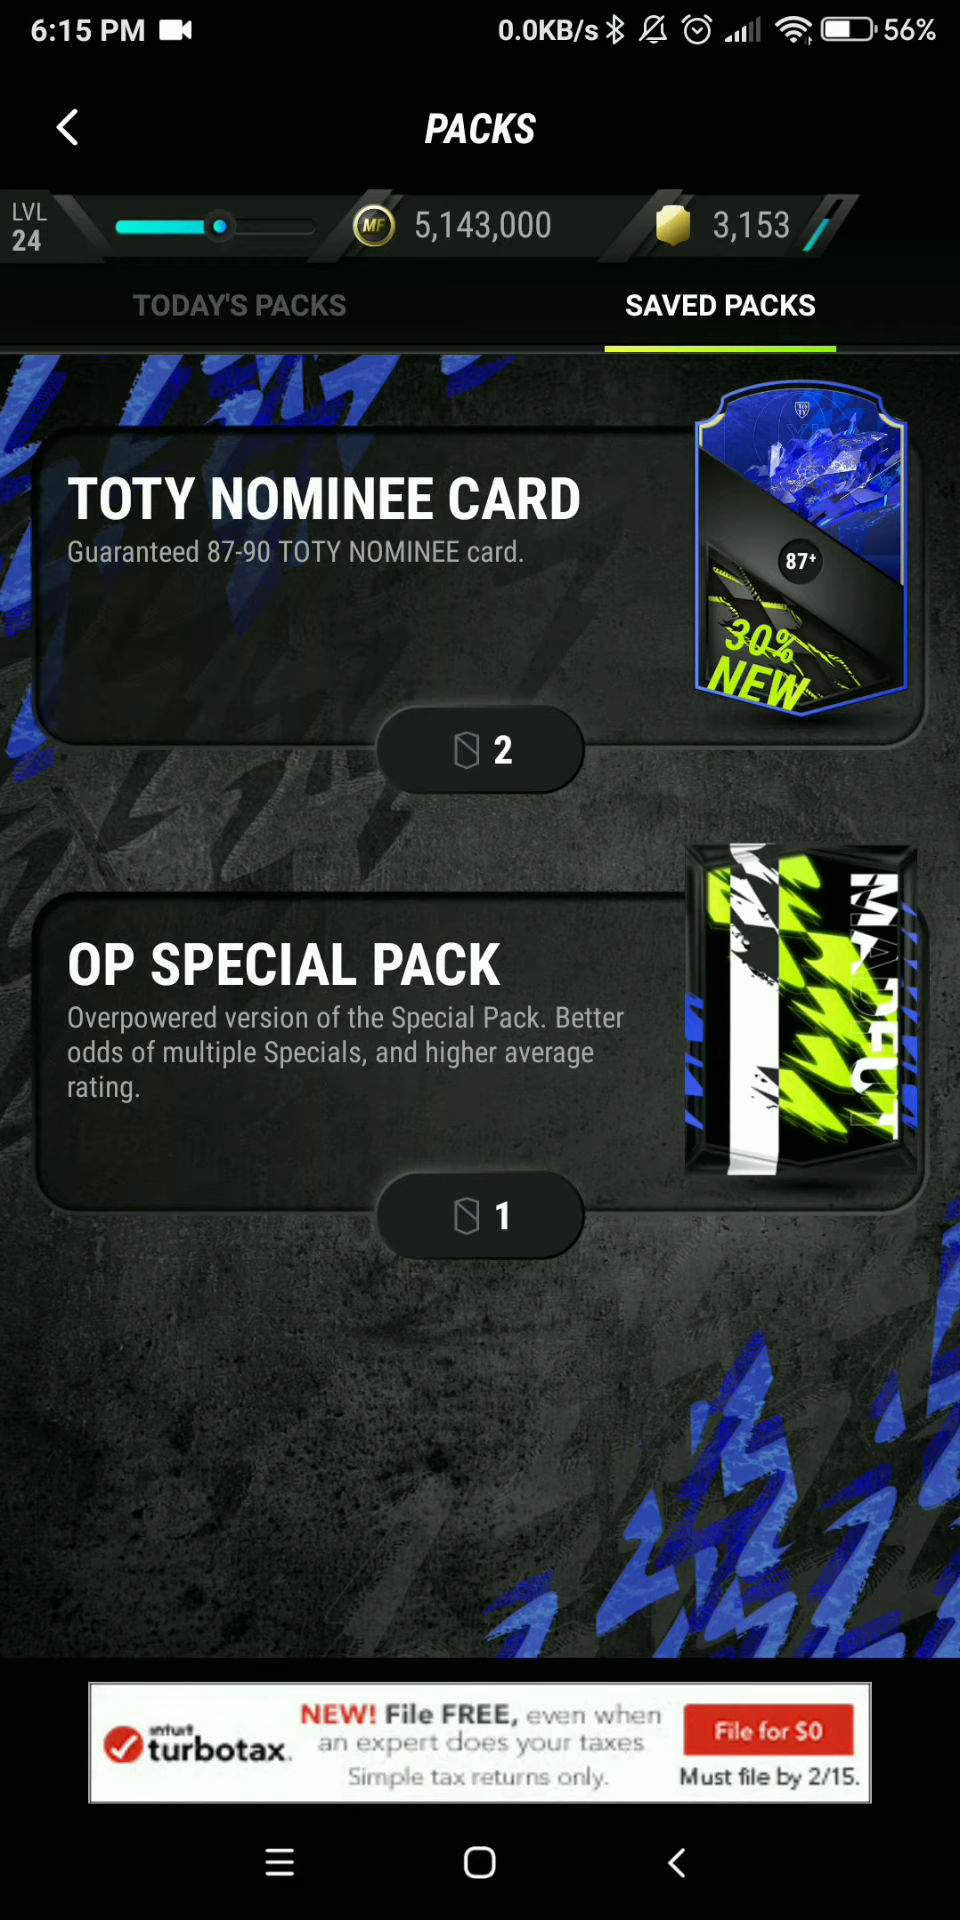 6:15 PM
0.0KB/s
56%
PACKS
LVL
24
MF
5,143,000
3,153
TODAY'S PACKS
SAVED PACKS
TOTY NOMINEE CARD
Guaranteed 87-90 TOTY NOMINEE card.
87+
30%
NEW
2
OP SPECIAL PACK
Overpowered version of the Special Pack. Better
odds of multiple Specials, and higher average
rating.
MADFUT
1
intuit
turbotax.
NEW! File FREE, even when
an expert does your taxes
Simple tax returns only.
File for $0
Must file by 2/15.